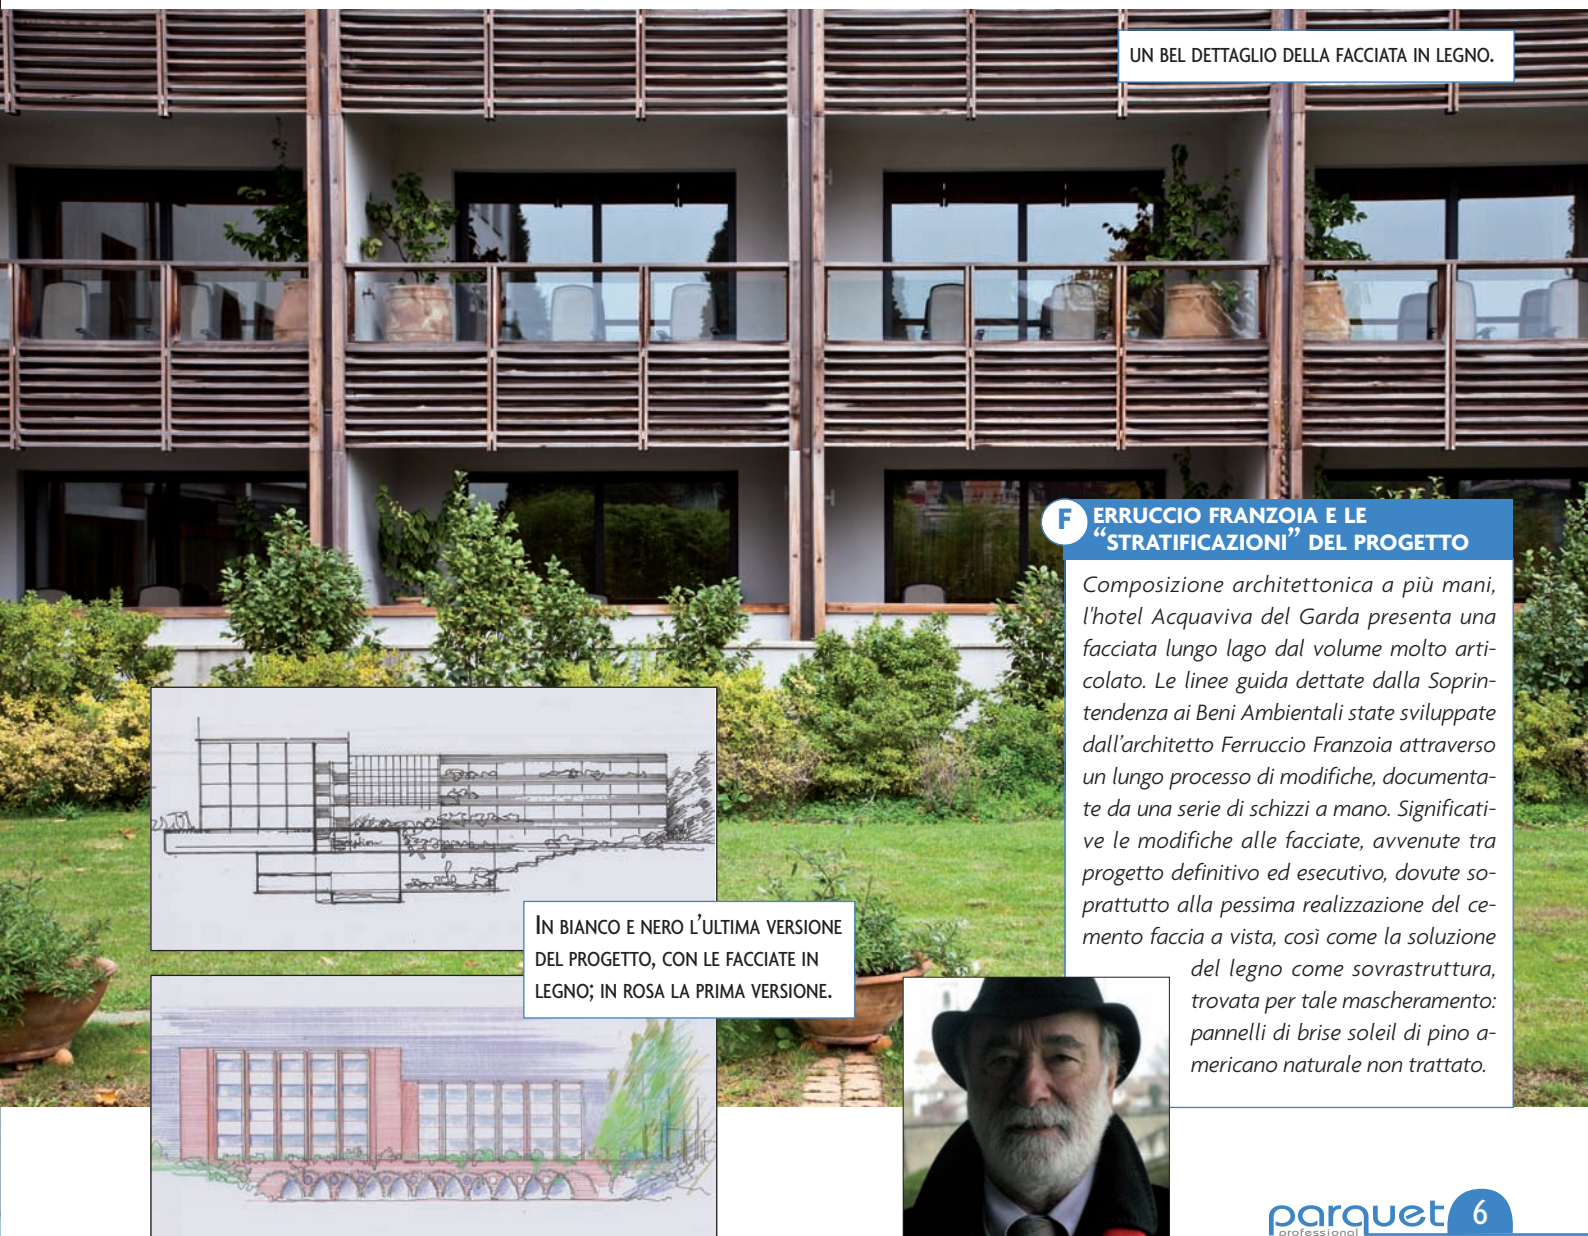 UN BEL DETTAGLIO DELLA FACCIATA IN LEGNO.
FERRUCCIO FRANZOIA E LE
“STRATIFICAZIONI” DEL PROGETTO
Composizione architettonica a più mani,
l'hotel Acquaviva del Garda presenta una
facciata lungo lago dal volume molto arti-
colato. Le linee guida dettate dalla Soprin-
tendenza ai Beni Ambientali state sviluppate
dall’architetto Ferruccio Franzoia attraverso
un lungo processo di modifiche, documenta-
te da una serie di schizzi a mano. Significati-
ve le modifiche alle facciate, avvenute tra
progetto definitivo ed esecutivo, dovute so-
prattutto alla pessima realizzazione del ce-
mento faccia a vista, così come la soluzione
del legno come sovrastruttura,
trovata per tale mascheramento:
pannelli di brise soleil di pino a-
mericano naturale non trattato.
IN BIANCO E NERO L’ULTIMA VERSIONE
DEL PROGETTO, CON LE FACCIATE IN
LEGNO; IN ROSA LA PRIMA VERSIONE.
parquet 6
professional